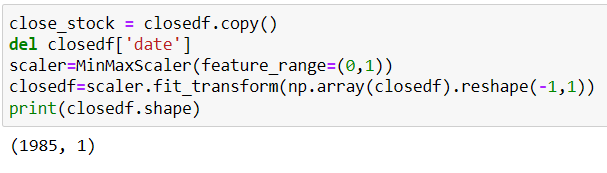 close_stock = closedf.copy()
del closedf['date']
scaler=MinMaxScaler(feature_range=(0,1))
closedf=scaler.fit_transform(np.array(closedf).reshape(-1,1))
print(closedf.shape)
(1985, 1)